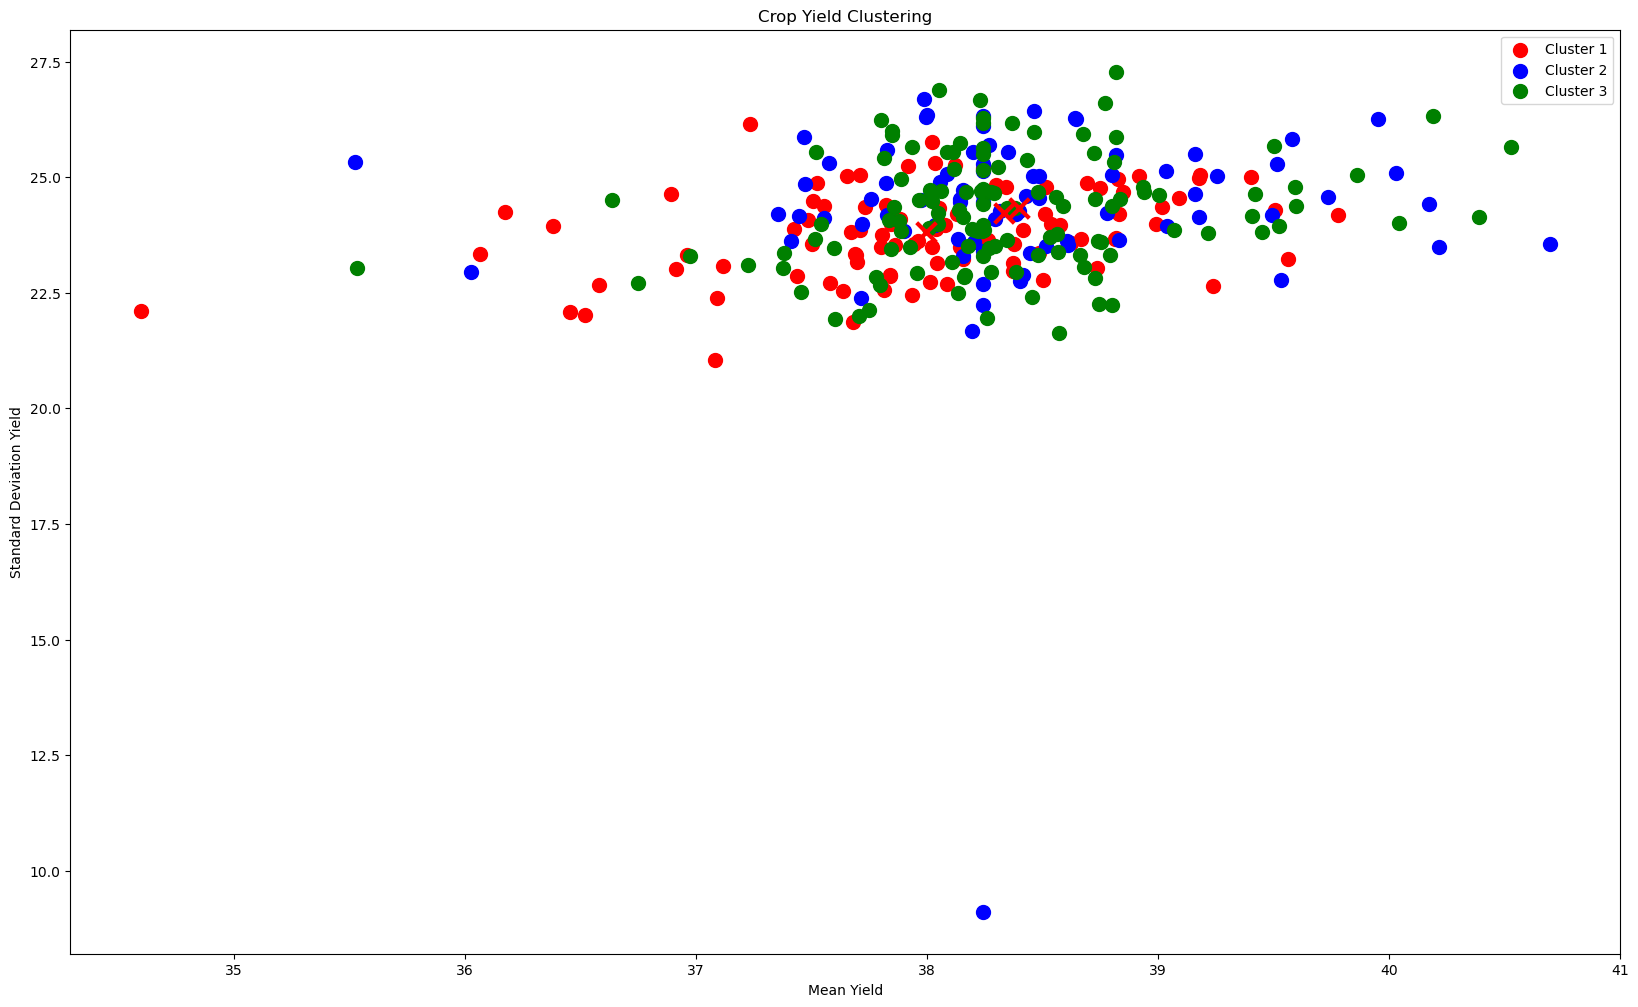 Crop Yield Clustering
Cluster 1
Cluster 2
Cluster 3
27.5
25.0
22.5
20.0
17.5
15.0
12.5
10.0
Standard Deviation Yield
35 36 37 38 39 40 41
Mean Yield